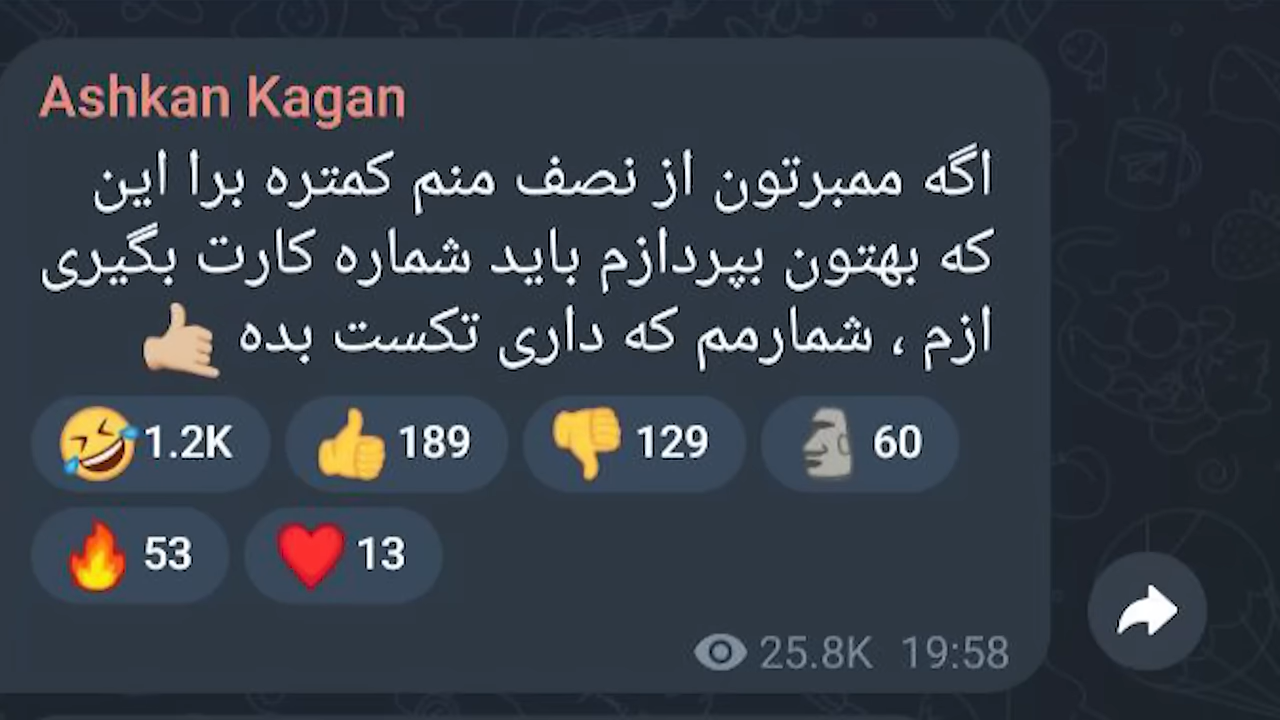 Ashkan Kagan
اگه ممبرتون از نصف منم کمتره برا این
که بهتون بپردازم باید شماره کارت بگیری
ازم ، شمارمم که داری تکست بده 🤙🏼
🤣 1.2K 👍 189 👎 129 🗿 60
🔥 53 ❤️ 13
25.8K 19:58